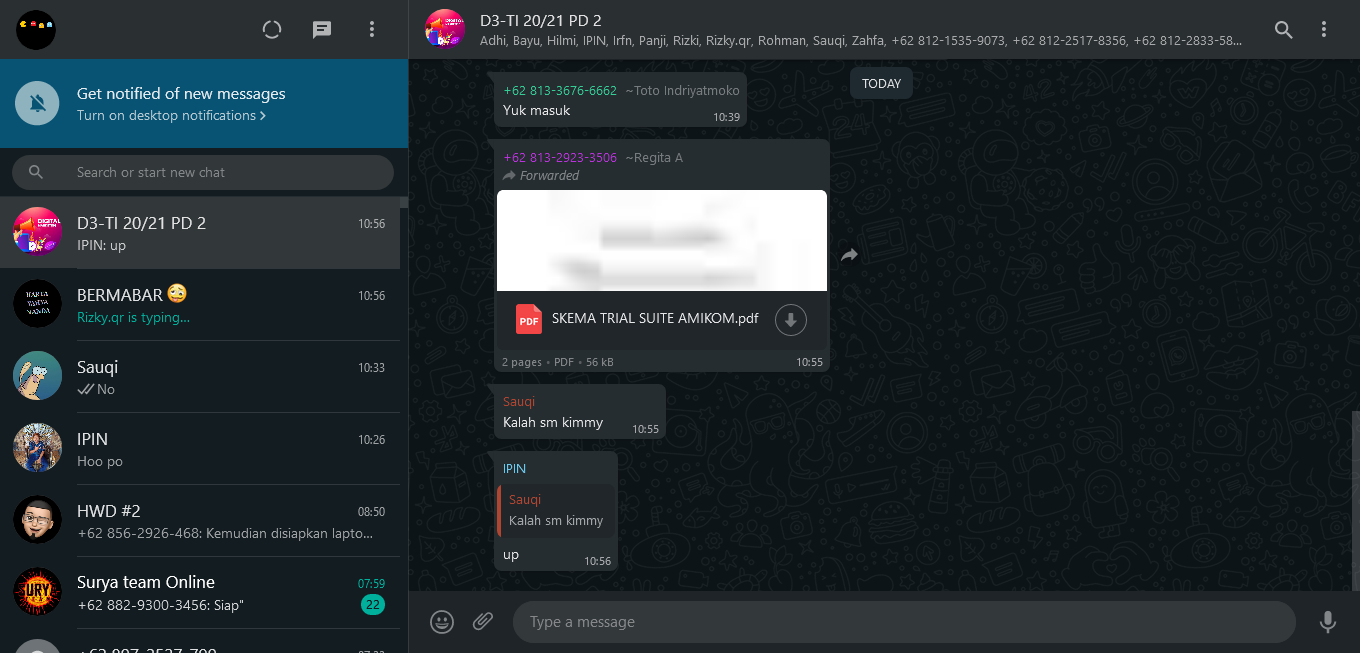 Get notified of new messages
Turn on desktop notifications >
Search or start new chat
D3-TI 20/21 PD 2
10:56
IPIN: up
BERMABAR
10:56
Rizky.qr is typing...
Sauqi
10:33
No
IPIN
10:26
Hoo po
HWD #2
08:50
+62 856-2926-468: Kemudian disiapkan lapto...
Surya team Online
07:59
+62 882-9300-3456: Siap"
22
D3-TI 20/21 PD 2
Adhi, Bayu, Hilmi, IPIN, Irfn, Panji, Rizki, Rizky.qr, Rohman, Sauqi, Zahfa, +62 812-1535-9073, +62 812-2517-8356, +62 812-2833-58...
TODAY
+62 813-3676-6662 ~Toto Indriyatmoko
Yuk masuk
10:39
+62 813-2923-3506 ~Regita A
Forwarded
PDF
SKEMA TRIAL SUITE AMIKOM.pdf
2 pages • PDF • 56 kB
10:55
Sauqi
Kalah sm kimmy
10:55
IPIN
Sauqi
Kalah sm kimmy
up
10:56
Type a message